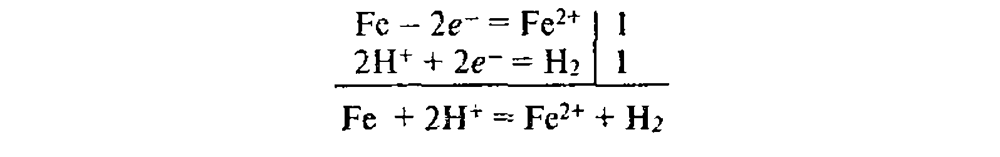 Fe − 2e⁻ = Fe²⁺ | 1
2H⁺ + 2e⁻ = H₂ | 1
Fe + 2H⁺ = Fe²⁺ + H₂